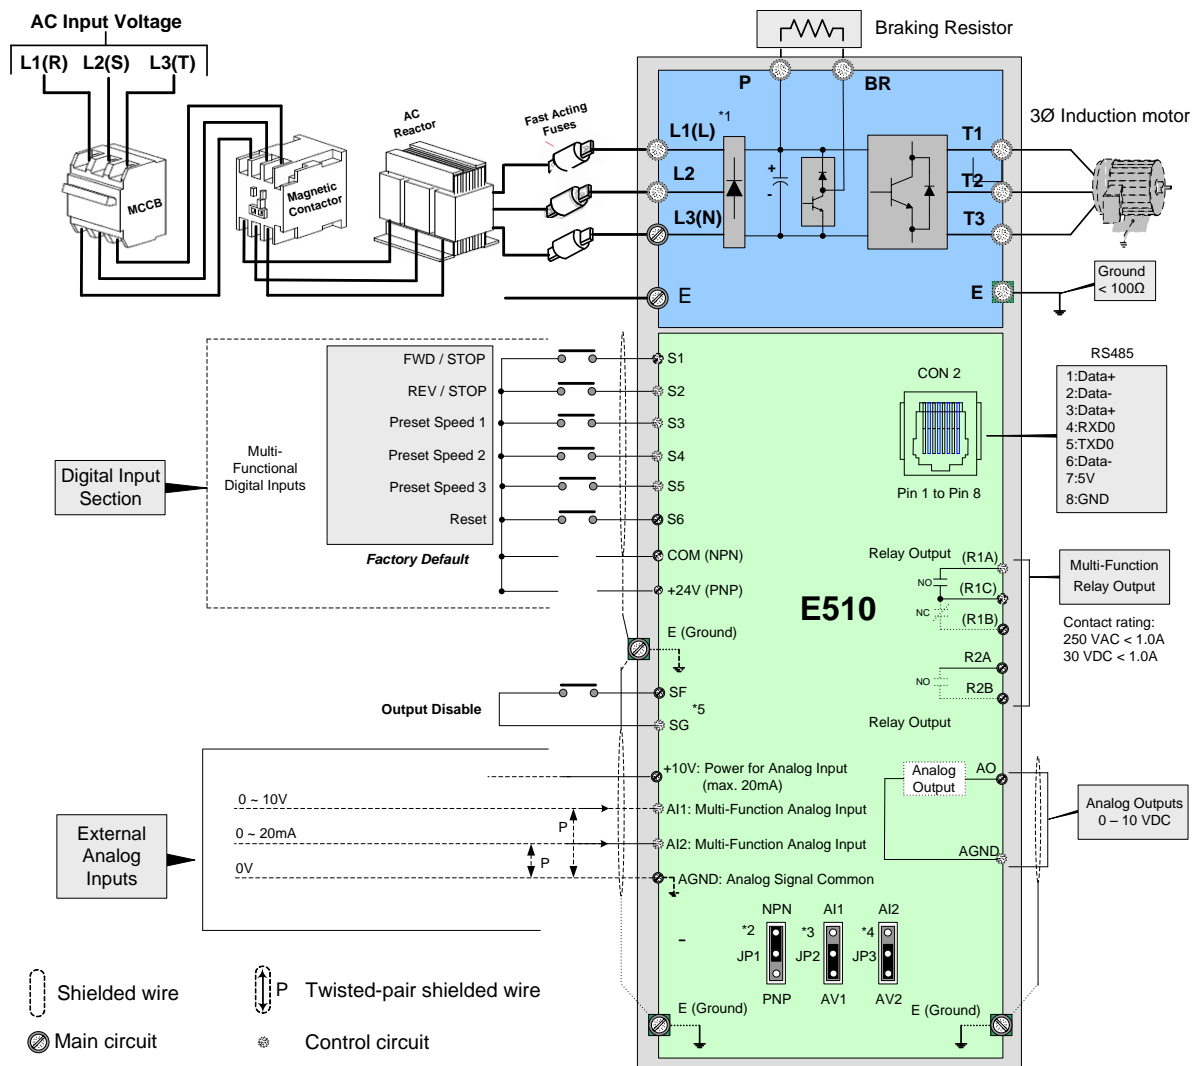 AC Input Voltage
L1(R) L2(S) L3(T)
MCCB
Magnetic
Contactor
AC
Reactor
Fast Acting
Fuses
Braking Resistor
P
BR
*1
L1(L)
L2
L3(N)
E
+
-
T1
T2
T3
E
3Ø Induction motor
Ground
< 100Ω
Digital Input
Section
Multi-
Functional
Digital Inputs
FWD / STOP
REV / STOP
Preset Speed 1
Preset Speed 2
Preset Speed 3
Reset
Factory Default
S1
S2
S3
S4
S5
S6
COM (NPN)
+24V (PNP)
E (Ground)
Output Disable
SF
*5
SG
E510
CON 2
Pin 1 to Pin 8
RS485
1:Data+
2:Data-
3:Data+
4:RXD0
5:TXD0
6:Data-
7:5V
8:GND
Relay Output
(R1A)
NO
(R1C)
NC
(R1B)
R2A
NO
R2B
Relay Output
Multi-Function
Relay Output
Contact rating:
250 VAC < 1.0A
30 VDC < 1.0A
External
Analog
Inputs
0 ~ 10V
0 ~ 20mA
0V
P
P
+10V: Power for Analog Input
(max. 20mA)
AI1: Multi-Function Analog Input
AI2: Multi-Function Analog Input
AGND: Analog Signal Common
Analog
Output
AO
AGND
Analog Outputs
0 – 10 VDC
-
NPN AI1 AI2
*2 *3 *4
JP1 JP2 JP3
PNP AV1 AV2
E (Ground)
E (Ground)
Shielded wire
P Twisted-pair shielded wire
Main circuit
Control circuit